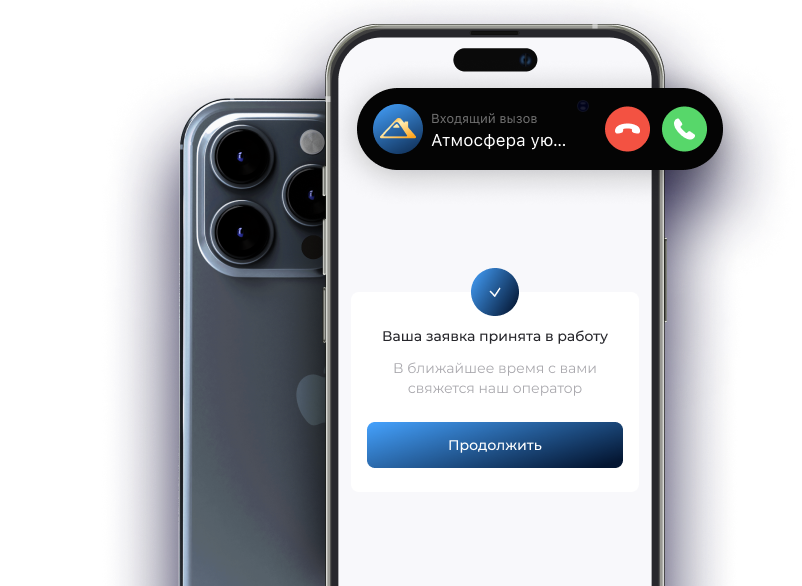 Входящий вызов
Атмосфера ую...
Ваша заявка принята в работу
В ближайшее время с вами
свяжется наш оператор
Продолжить